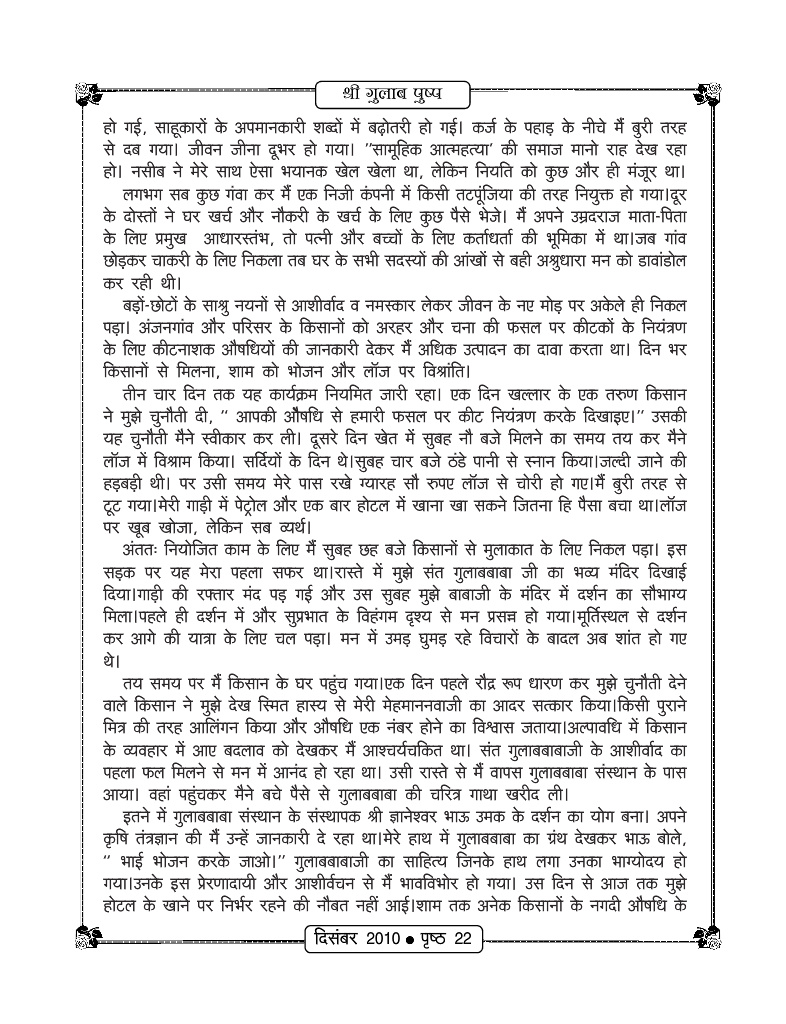 श्री गुलाब पुष्प
हो गई, साहूकारों के अपमानकारी शब्दों में बढ़ोतरी हो गई। कर्ज के पहाड़ के नीचे मैं बुरी तरह
से दब गया। जीवन जीना दूभर हो गया। ''सामूहिक आत्महत्या' की समाज मानो राह देख रहा
हो। नसीब ने मेरे साथ ऐसा भयानक खेल खेला था, लेकिन नियति को कुछ और ही मंजूर था।
लगभग सब कुछ गंवा कर मैं एक निजी कंपनी में किसी तटपूंजिया की तरह नियुक्त हो गया।दूर
के दोस्तों ने घर खर्च और नौकरी के खर्च के लिए कुछ पैसे भेजे। मैं अपने उम्रदराज माता-पिता
के लिए प्रमुख आधारस्तंभ, तो पत्नी और बच्चों के लिए कर्ताधर्ता की भूमिका में था।जब गांव
छोड़कर चाकरी के लिए निकला तब घर के सभी सदस्यों की आंखों से बही अश्रुधारा मन को डावांडोल
कर रही थी।
बड़ों-छोटों के साश्रु नयनों से आशीर्वाद व नमस्कार लेकर जीवन के नए मोड़ पर अकेले ही निकल
पड़ा। अंजनगांव और परिसर के किसानों को अरहर और चना की फसल पर कीटकों के नियंत्रण
के लिए कीटनाशक औषधियों की जानकारी देकर मैं अधिक उत्पादन का दावा करता था। दिन भर
किसानों से मिलना, शाम को भोजन और लॉज पर विश्रांति।
तीन चार दिन तक यह कार्यक्रम नियमित जारी रहा। एक दिन खल्लार के एक तरुण किसान
ने मुझे चुनौती दी, '' आपकी औषधि से हमारी फसल पर कीट नियंत्रण करके दिखाइए।'' उसकी
यह चुनौती मैने स्वीकार कर ली। दूसरे दिन खेत में सुबह नौ बजे मिलने का समय तय कर मैने
लॉज में विश्राम किया। सर्दियों के दिन थे।सुबह चार बजे ठंडे पानी से स्नान किया।जल्दी जाने की
हड़बड़ी थी। पर उसी समय मेरे पास रखे ग्यारह सौ रुपए लॉज से चोरी हो गए।मैं बुरी तरह से
टूट गया।मेरी गाड़ी में पेट्रोल और एक बार होटल में खाना खा सकने जितना हि पैसा बचा था।लॉज
पर खूब खोजा, लेकिन सब व्यर्थ।
अंततः नियोजित काम के लिए मैं सुबह छह बजे किसानों से मुलाकात के लिए निकल पड़ा। इस
सड़क पर यह मेरा पहला सफर था।रास्ते में मुझे संत गुलाबबाबा जी का भव्य मंदिर दिखाई
दिया।गाड़ी की रफ्तार मंद पड़ गई और उस सुबह मुझे बाबाजी के मंदिर में दर्शन का सौभाग्य
मिला।पहले ही दर्शन में और सुप्रभात के विहंगम दृश्य से मन प्रसन्न हो गया।मूर्तिस्थल से दर्शन
कर आगे की यात्रा के लिए चल पड़ा। मन में उमड़ घुमड़ रहे विचारों के बादल अब शांत हो गए
थे।
तय समय पर मैं किसान के घर पहुंच गया।एक दिन पहले रौद्र रूप धारण कर मुझे चुनौती देने
वाले किसान ने मुझे देख स्मित हास्य से मेरी मेहमाननवाजी का आदर सत्कार किया।किसी पुराने
मित्र की तरह आलिंगन किया और औषधि एक नंबर होने का विश्वास जताया।अल्पावधि में किसान
के व्यवहार में आए बदलाव को देखकर मैं आश्चर्यचकित था। संत गुलाबबाबाजी के आशीर्वाद का
पहला फल मिलने से मन में आनंद हो रहा था। उसी रास्ते से मैं वापस गुलाबबाबा संस्थान के पास
आया। वहां पहुंचकर मैने बचे पैसे से गुलाबबाबा की चरित्र गाथा खरीद ली।
इतने में गुलाबबाबा संस्थान के संस्थापक श्री ज्ञानेश्वर भाऊ उमक के दर्शन का योग बना। अपने
कृषि तंत्रज्ञान की मैं उन्हें जानकारी दे रहा था।मेरे हाथ में गुलाबबाबा का ग्रंथ देखकर भाऊ बोले,
'' भाई भोजन करके जाओ।'' गुलाबबाबाजी का साहित्य जिनके हाथ लगा उनका भाग्योदय हो
गया।उनके इस प्रेरणादायी और आशीर्वचन से मैं भावविभोर हो गया। उस दिन से आज तक मुझे
होटल के खाने पर निर्भर रहने की नौबत नहीं आई।शाम तक अनेक किसानों के नगदी औषधि के
दिसंबर 2010 ● पृष्ठ 22